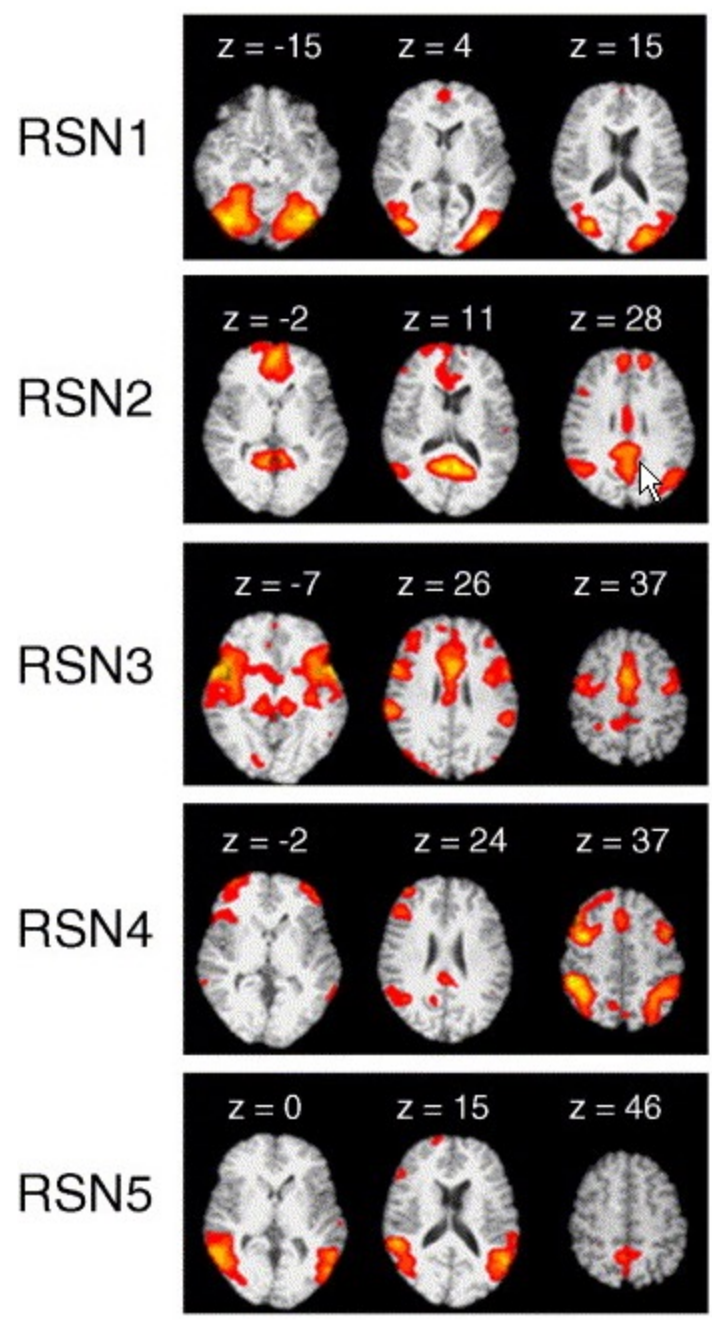 z = -15 z = 4 z = 15
RSN1
z = -2 z = 11 z = 28
RSN2
z = -7 z = 26 z = 37
RSN3
z = -2 z = 24 z = 37
RSN4
z = 0 z = 15 z = 46
RSN5